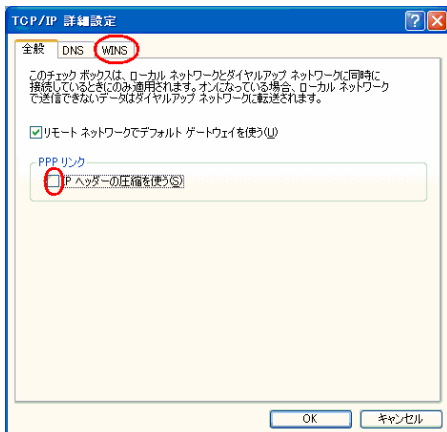 TCP/IP 詳細設定
全般 DNS WINS
このチェック ボックスは、ローカル ネットワークとダイヤルアップ ネットワークに同時に
接続しているときにのみ適用されます。オンになっている場合、ローカル ネットワーク
で送信できないデータはダイヤルアップ ネットワークに転送されます。
リモート ネットワークでデフォルト ゲートウェイを使う(U)
PPP リンク
IP ヘッダーの圧縮を使う(S)
OK キャンセル